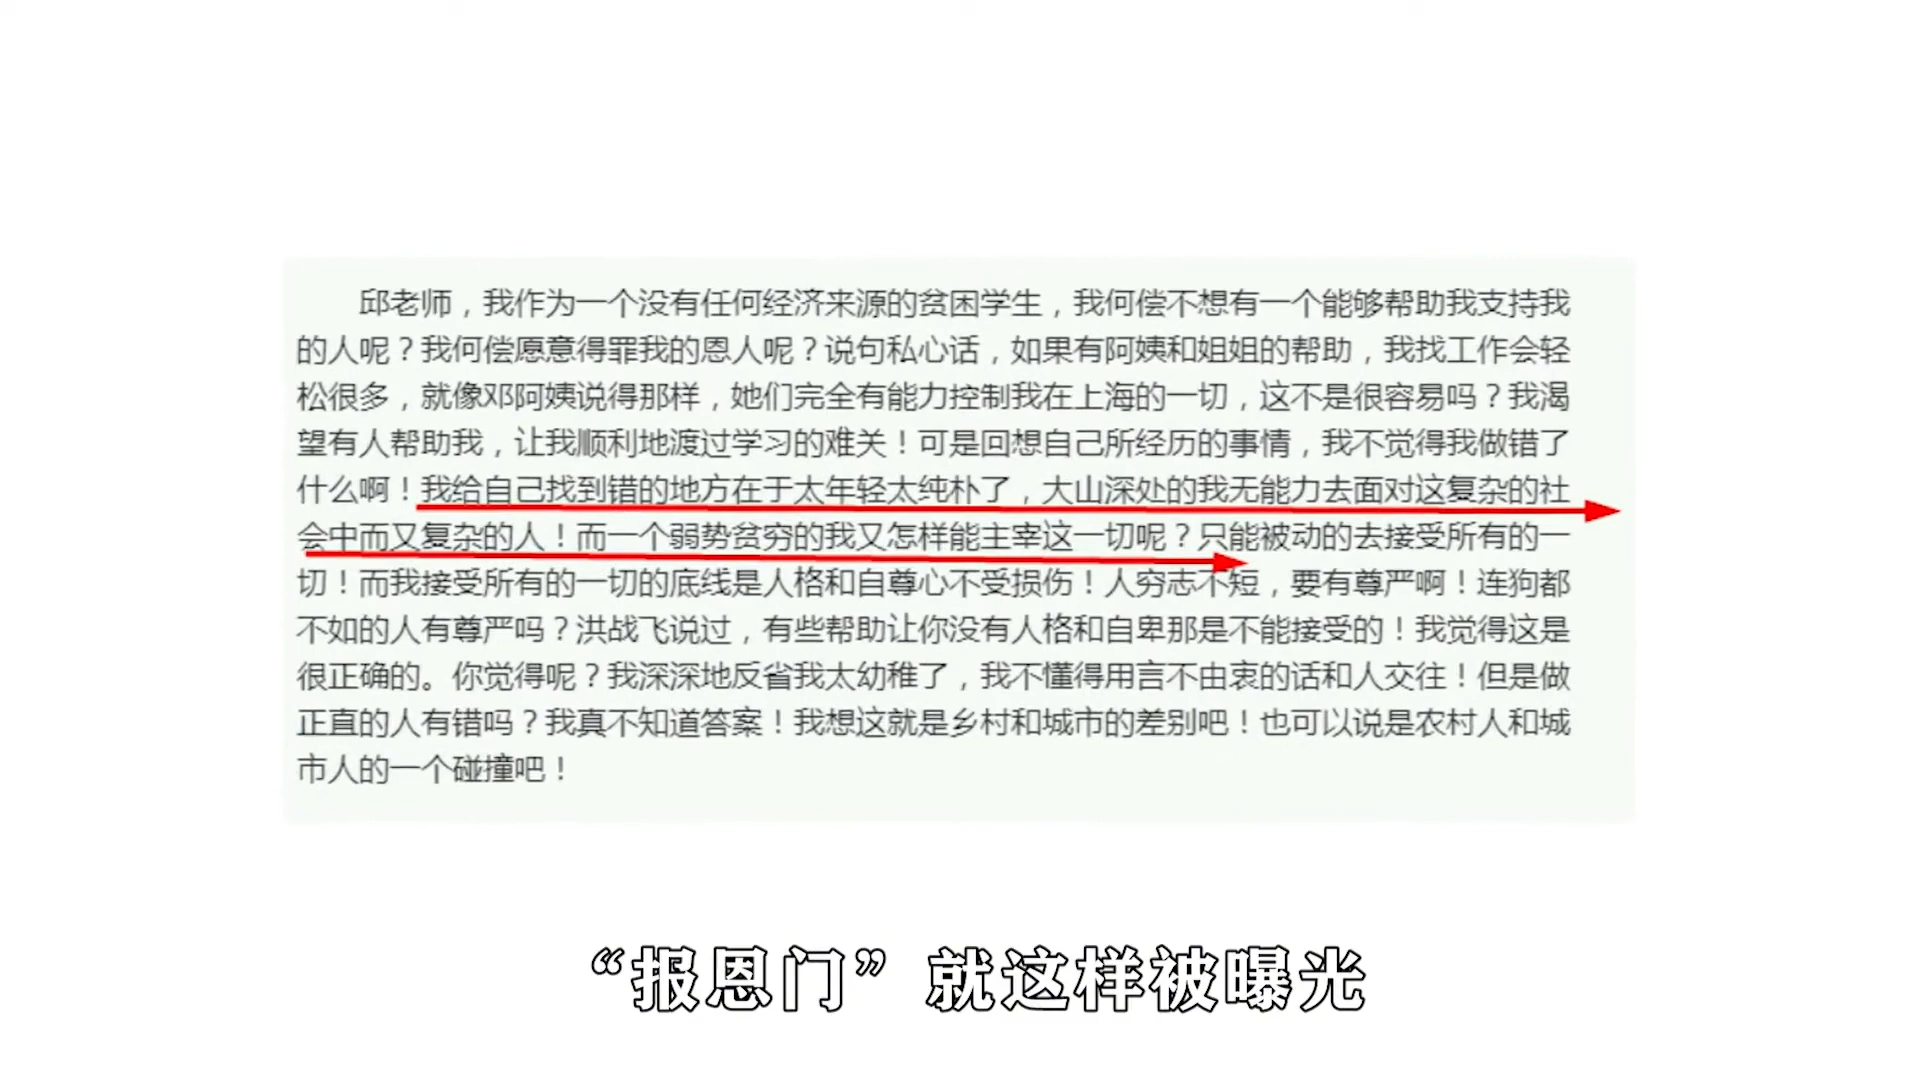 邱老师，我作为一个没有任何经济来源的贫困学生，我何偿不想有一个能够帮助我支持我
的人呢？我何偿愿意得罪我的恩人呢？说句私心话，如果有阿姨和姐姐的帮助，我找工作会轻
松很多，就像邓阿姨说得那样，她们完全有能力控制我在上海的一切，这不是很容易吗？我渴
望有人帮助我，让我顺利地渡过学习的难关！可是回想自己所经历的事情，我不觉得我做错了
什么啊！我给自己找到错的地方在于太年轻太纯朴了，大山深处的我无能力去面对这复杂的社
会中而又复杂的人！而一个弱势贫穷的我又怎样能主宰这一切呢？只能被动的去接受所有的一
切！而我接受所有的一切的底线是人格和自尊心不受损伤！人穷志不短，要有尊严啊！连狗都
不如的人有尊严吗？洪战飞说过，有些帮助让你没有人格和自卑那是不能接受的！我觉得这是
很正确的。你觉得呢？我深深地反省我太幼稚了，我不懂得用言不由衷的话和人交往！但是做
正直的人有错吗？我真不知道答案！我想这就是乡村和城市的差别吧！也可以说是农村人和城
市人的一个碰撞吧！
“报恩门”就这样被曝光